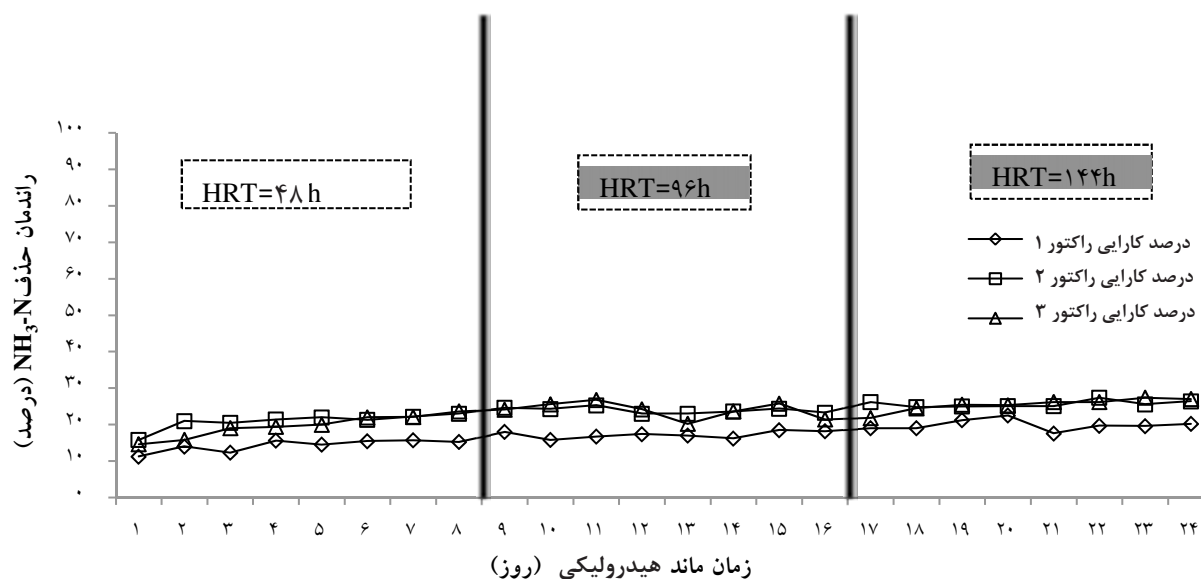 راندمان حذف NH3-N (درصد)
۱۰۰
۹۰
۸۰
۷۰
۶۰
۵۰
۴۰
۳۰
۲۰
۱۰
۰
HRT=۴۸h
HRT=۹۶h
HRT=۱۴۴h
درصد کارایی راکتور ۱
درصد کارایی راکتور ۲
درصد کارایی راکتور ۳
۱ ۲ ۳ ۴ ۵ ۶ ۷ ۸ ۹ ۱۰ ۱۱ ۱۲ ۱۳ ۱۴ ۱۵ ۱۶ ۱۷ ۱۸ ۱۹ ۲۰ ۲۱ ۲۲ ۲۳ ۲۴
زمان ماند هیدرولیکی (روز)